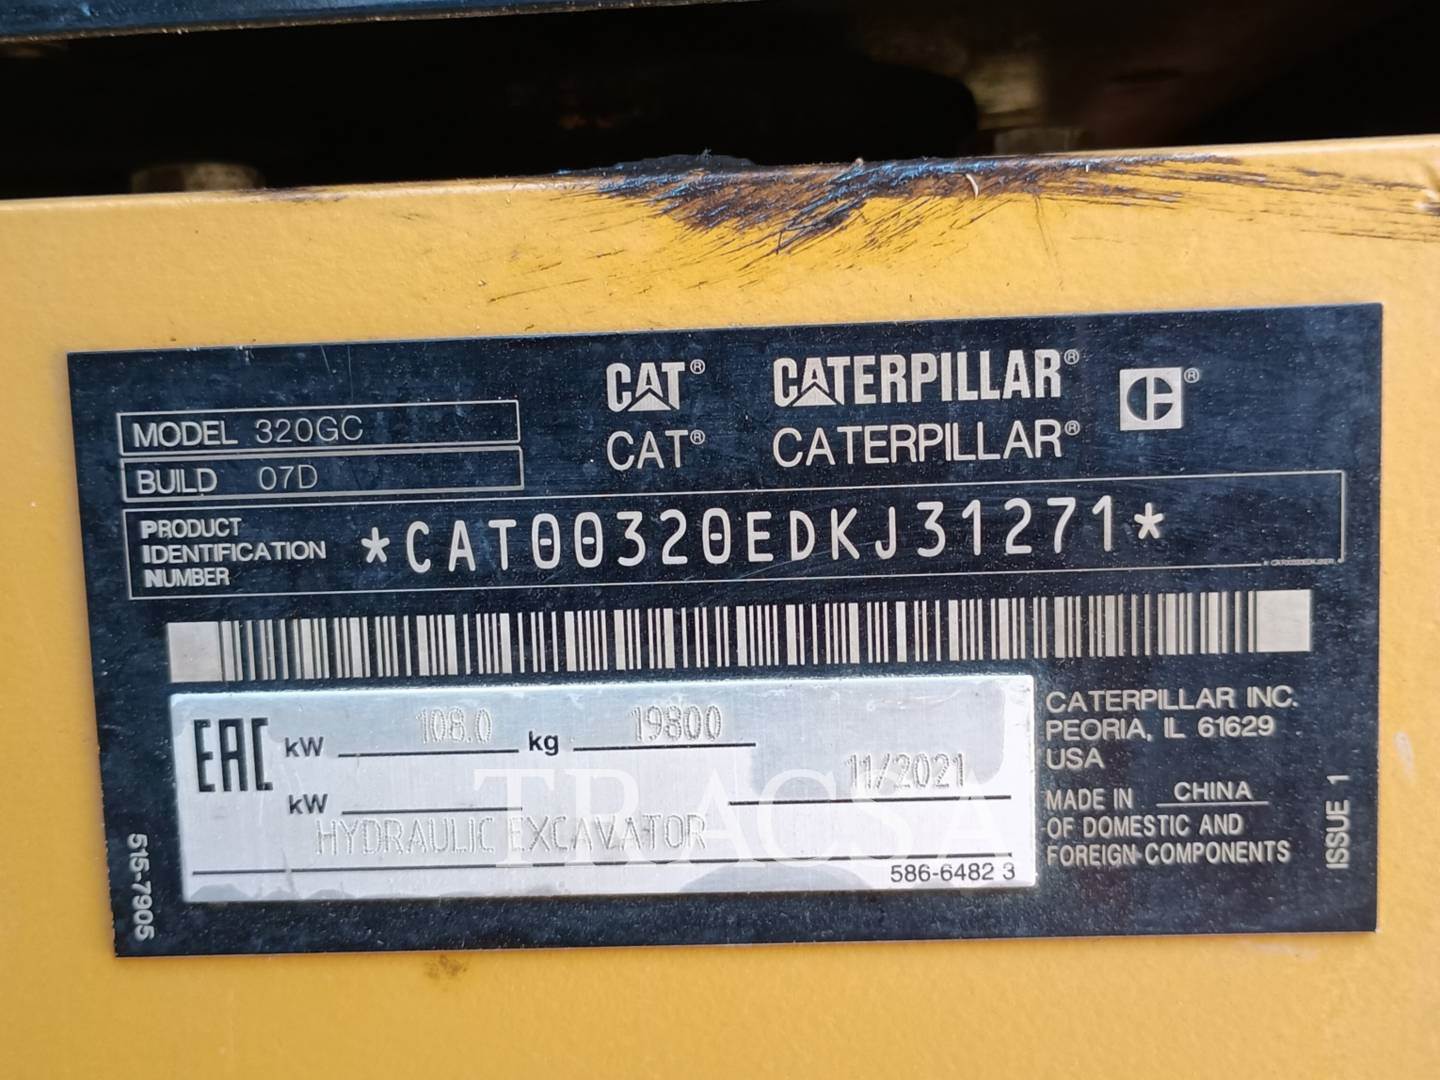 CAT® CATERPILLAR® ®
CAT® CATERPILLAR®
MODEL 320GC
BUILD 07D
PRODUCT
IDENTIFICATION
NUMBER
*CAT00320EDKJ31271*
EAC kW 108.0 kg 19800
11/2021
kW
HYDRAULIC EXCAVATOR
586-6482 3
CATERPILLAR INC.
PEORIA, IL 61629
USA
MADE IN CHINA
OF DOMESTIC AND
FOREIGN COMPONENTS
ISSUE 1
515-7905
TRACSA